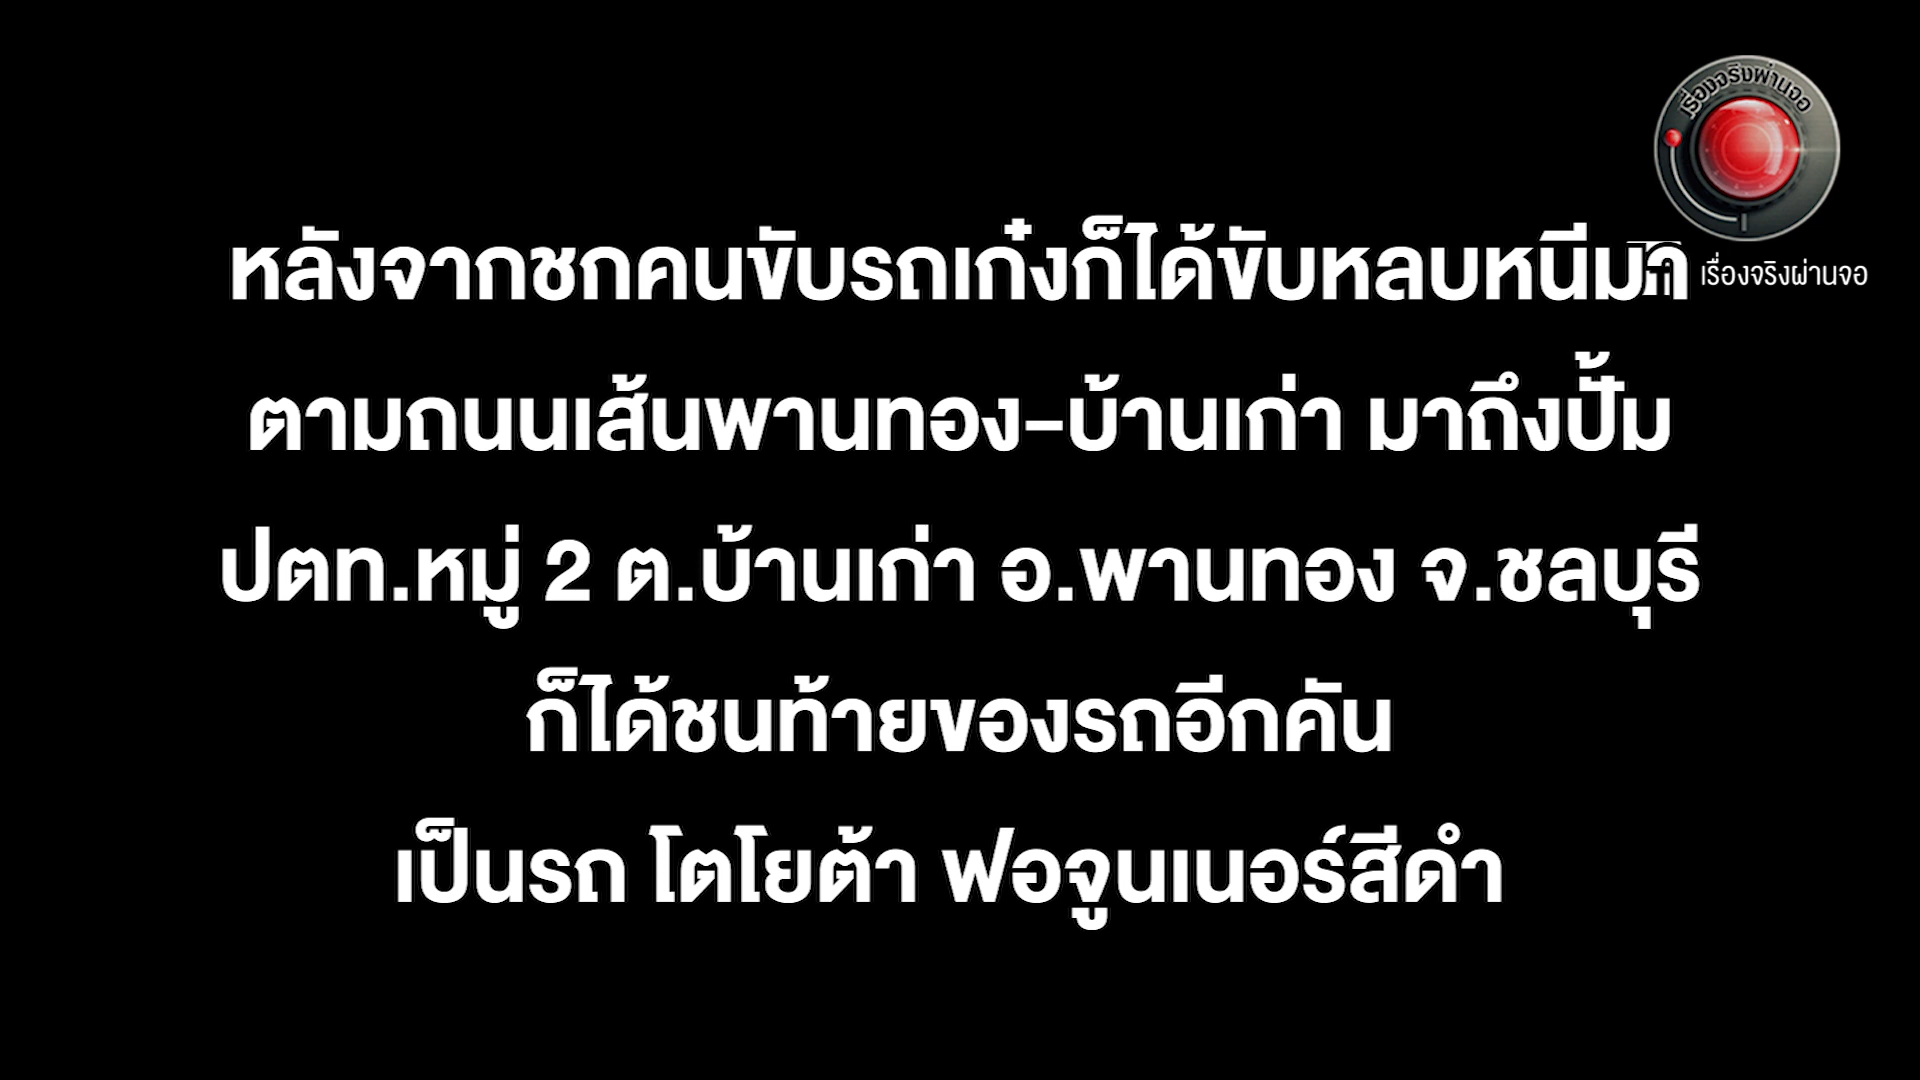 เรื่องจริงผ่านจอ
หลังจากชกคนขับรถเก๋งก็ได้ขับหลบหนีมา
เรื่องจริงผ่านจอ
ตามถนนเส้นพานทอง-บ้านเก่า มาถึงปั้ม
ปตท.หมู่ 2 ต.บ้านเก่า อ.พานทอง จ.ชลบุรี
ก็ได้ชนท้ายของรถอีกคัน
เป็นรถ โตโยต้า ฟอจูนเนอร์สีดำ